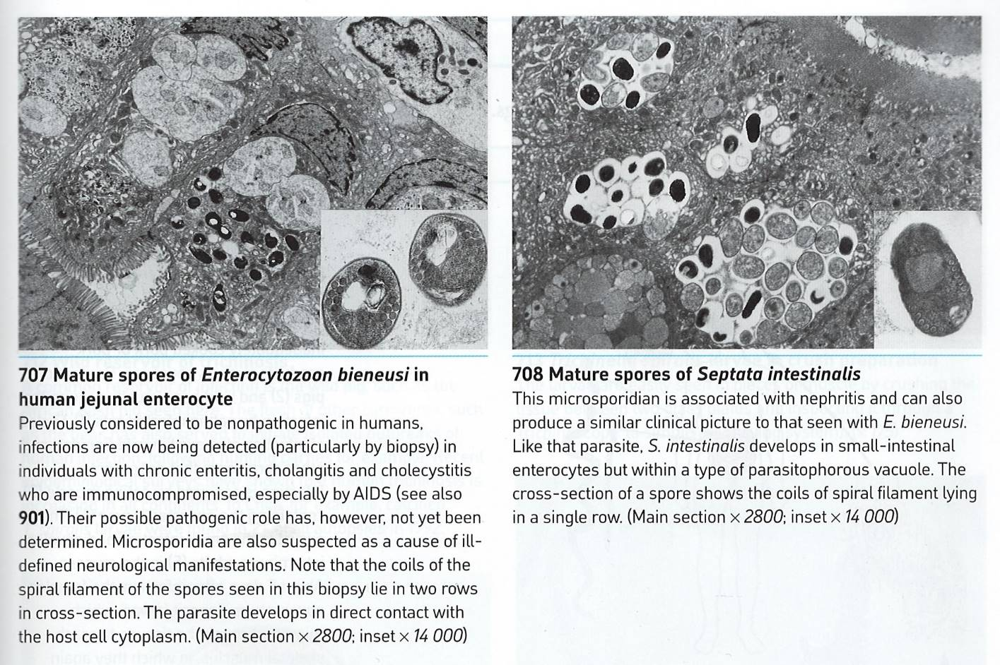 707 Mature spores of Enterocytozoon bieneusi in
human jejunal enterocyte
Previously considered to be nonpathogenic in humans,
infections are now being detected (particularly by biopsy) in
individuals with chronic enteritis, cholangitis and cholecystitis
who are immunocompromised, especially by AIDS (see also
901). Their possible pathogenic role has, however, not yet been
determined. Microsporidia are also suspected as a cause of ill-
defined neurological manifestations. Note that the coils of the
spiral filament of the spores seen in this biopsy lie in two rows
in cross-section. The parasite develops in direct contact with
the host cell cytoplasm. (Main section × 2800; inset × 14 000)
708 Mature spores of Septata intestinalis
This microsporidian is associated with nephritis and can also
produce a similar clinical picture to that seen with E. bieneusi.
Like that parasite, S. intestinalis develops in small-intestinal
enterocytes but within a type of parasitophorous vacuole. The
cross-section of a spore shows the coils of spiral filament lying
in a single row. (Main section × 2800; inset × 14 000)